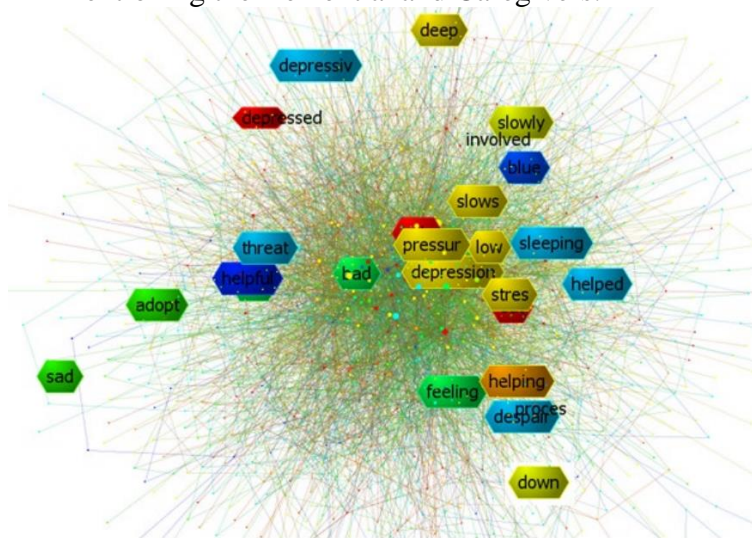 deep
depressiv
depressed
slowly
involved
blue
slows
threat
pressur
low
sleeping
helpful
bad
depression
helped
adopt
stres
sad
feeling
helping
proces
despair
down